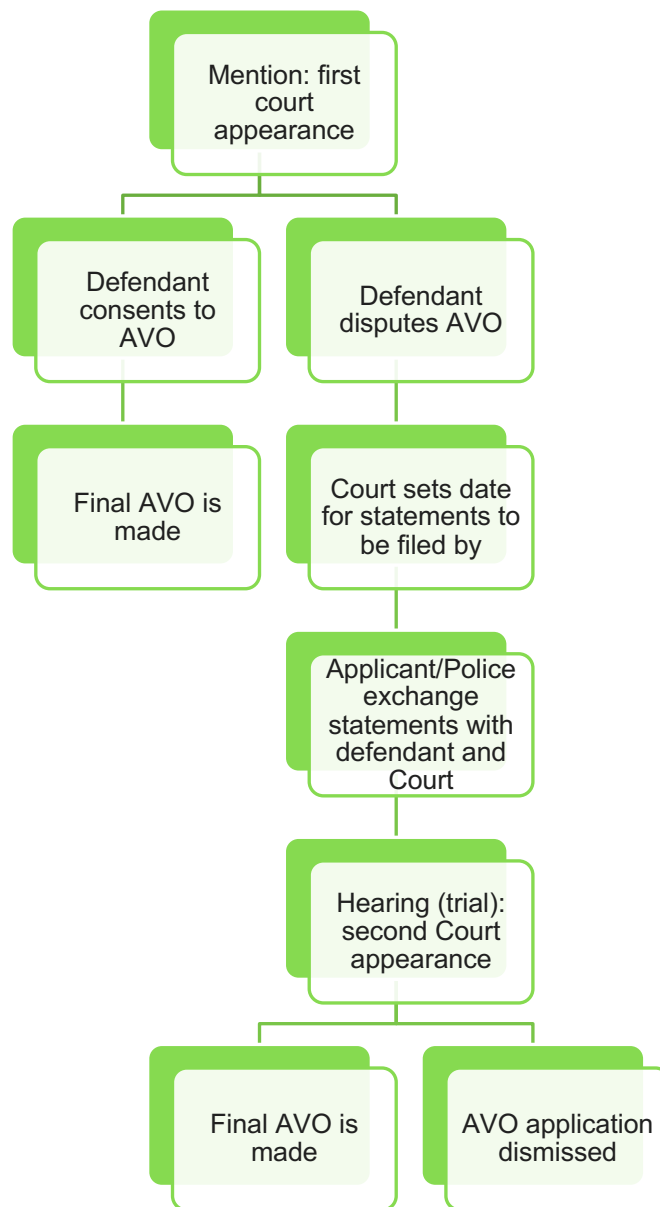 Mention: first
court
appearance
Defendant
consents to
AVO
Defendant
disputes AVO
Final AVO is
made
Court sets date
for statements to
be filed by
Applicant/Police
exchange
statements with
defendant and
Court
Hearing (trial):
second Court
appearance
Final AVO is
made
AVO application
dismissed